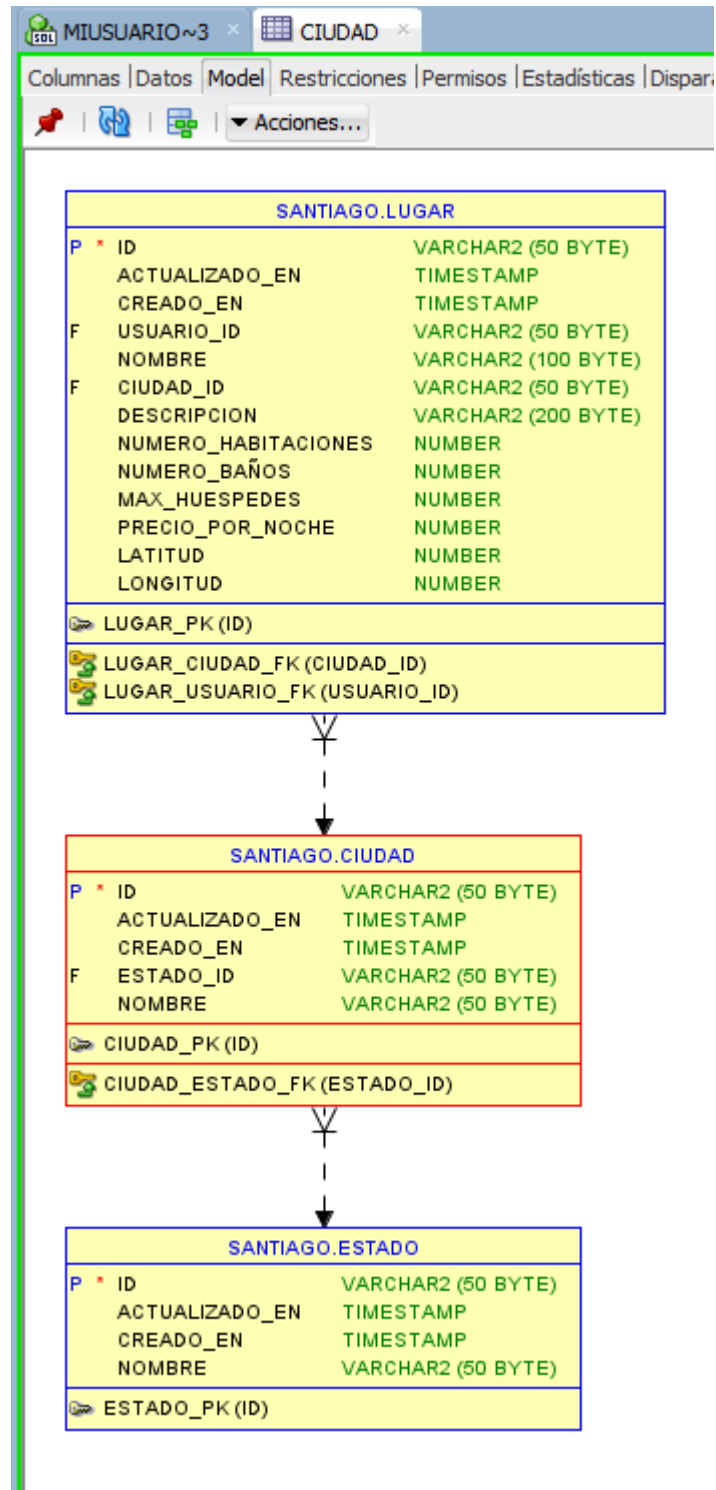 MIUSUARIO~3 CIUDAD
Columnas |Datos |Model |Restricciones |Permisos |Estadísticas |Dispara
Acciones...
SANTIAGO.LUGAR
P * ID VARCHAR2 (50 BYTE)
ACTUALIZADO_EN TIMESTAMP
CREADO_EN TIMESTAMP
F USUARIO_ID VARCHAR2 (50 BYTE)
NOMBRE VARCHAR2 (100 BYTE)
F CIUDAD_ID VARCHAR2 (50 BYTE)
DESCRIPCION VARCHAR2 (200 BYTE)
NUMERO_HABITACIONES NUMBER
NUMERO_BAÑOS NUMBER
MAX_HUESPEDES NUMBER
PRECIO_POR_NOCHE NUMBER
LATITUD NUMBER
LONGITUD NUMBER
LUGAR_PK (ID)
LUGAR_CIUDAD_FK (CIUDAD_ID)
LUGAR_USUARIO_FK (USUARIO_ID)
SANTIAGO.CIUDAD
P * ID VARCHAR2 (50 BYTE)
ACTUALIZADO_EN TIMESTAMP
CREADO_EN TIMESTAMP
F ESTADO_ID VARCHAR2 (50 BYTE)
NOMBRE VARCHAR2 (50 BYTE)
CIUDAD_PK (ID)
CIUDAD_ESTADO_FK (ESTADO_ID)
SANTIAGO.ESTADO
P * ID VARCHAR2 (50 BYTE)
ACTUALIZADO_EN TIMESTAMP
CREADO_EN TIMESTAMP
NOMBRE VARCHAR2 (50 BYTE)
ESTADO_PK (ID)